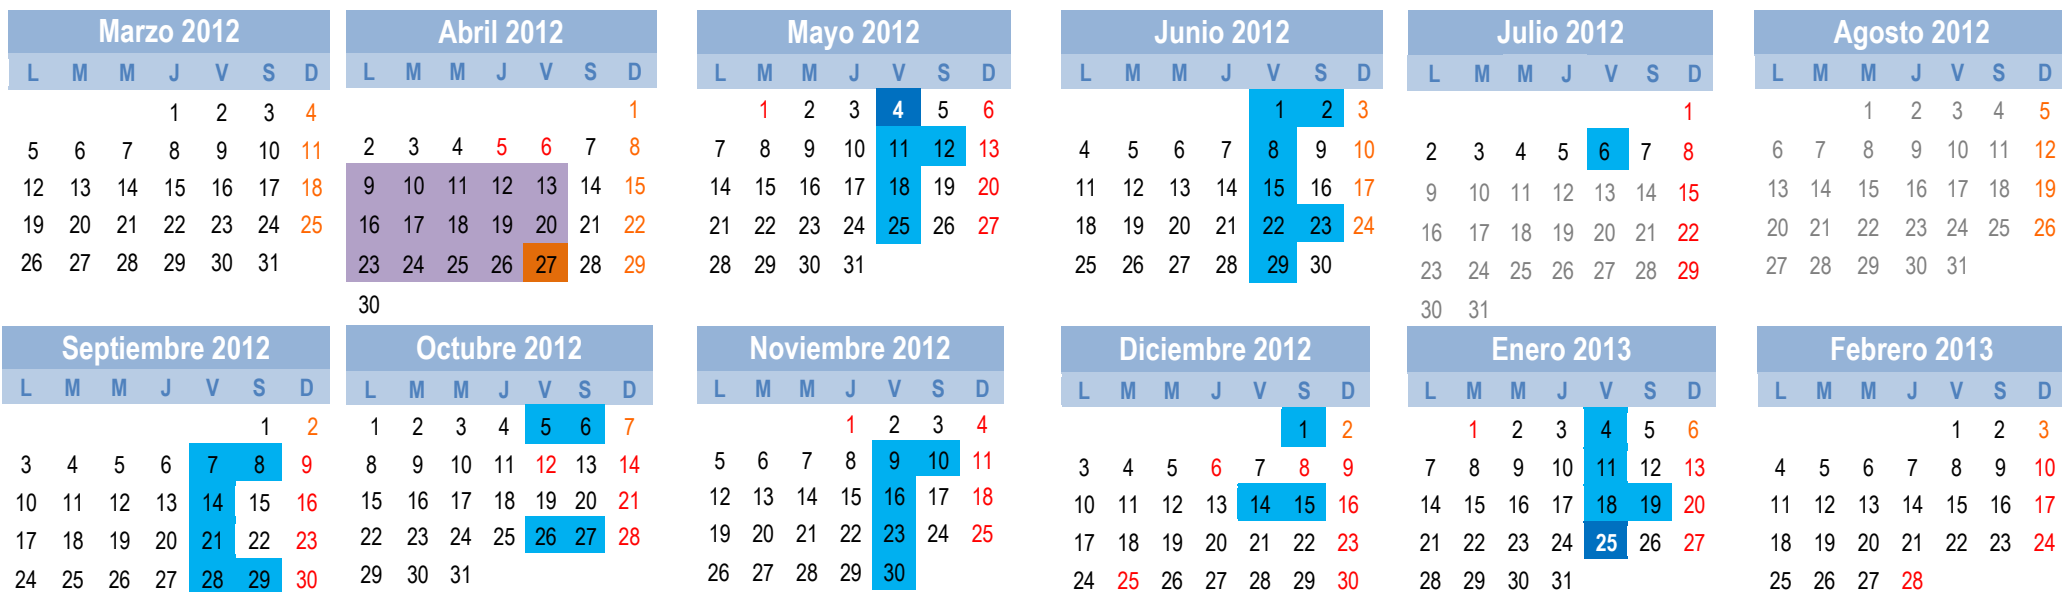 Marzo 2012
L M M J V S D
1 2 3 4
5 6 7 8 9 10 11
12 13 14 15 16 17 18
19 20 21 22 23 24 25
26 27 28 29 30 31
Abril 2012
L M M J V S D
1
2 3 4 5 6 7 8
9 10 11 12 13 14 15
16 17 18 19 20 21 22
23 24 25 26 27 28 29
30
Mayo 2012
L M M J V S D
1 2 3 4 5 6
7 8 9 10 11 12 13
14 15 16 17 18 19 20
21 22 23 24 25 26 27
28 29 30 31
Junio 2012
L M M J V S D
1 2 3
4 5 6 7 8 9 10
11 12 13 14 15 16 17
18 19 20 21 22 23 24
25 26 27 28 29 30
Julio 2012
L M M J V S D
1
2 3 4 5 6 7 8
9 10 11 12 13 14 15
16 17 18 19 20 21 22
23 24 25 26 27 28 29
30 31
Agosto 2012
L M M J V S D
1 2 3 4 5
6 7 8 9 10 11 12
13 14 15 16 17 18 19
20 21 22 23 24 25 26
27 28 29 30 31
Septiembre 2012
L M M J V S D
1 2
3 4 5 6 7 8 9
10 11 12 13 14 15 16
17 18 19 20 21 22 23
24 25 26 27 28 29 30
Octubre 2012
L M M J V S D
1 2 3 4 5 6 7
8 9 10 11 12 13 14
15 16 17 18 19 20 21
22 23 24 25 26 27 28
29 30 31
Noviembre 2012
L M M J V S D
1 2 3 4
5 6 7 8 9 10 11
12 13 14 15 16 17 18
19 20 21 22 23 24 25
26 27 28 29 30
Diciembre 2012
L M M J V S D
1 2
3 4 5 6 7 8 9
10 11 12 13 14 15 16
17 18 19 20 21 22 23
24 25 26 27 28 29 30
Enero 2013
L M M J V S D
1 2 3 4 5 6
7 8 9 10 11 12 13
14 15 16 17 18 19 20
21 22 23 24 25 26 27
28 29 30 31
Febrero 2013
L M M J V S D
1 2 3
4 5 6 7 8 9 10
11 12 13 14 15 16 17
18 19 20 21 22 23 24
25 26 27 28